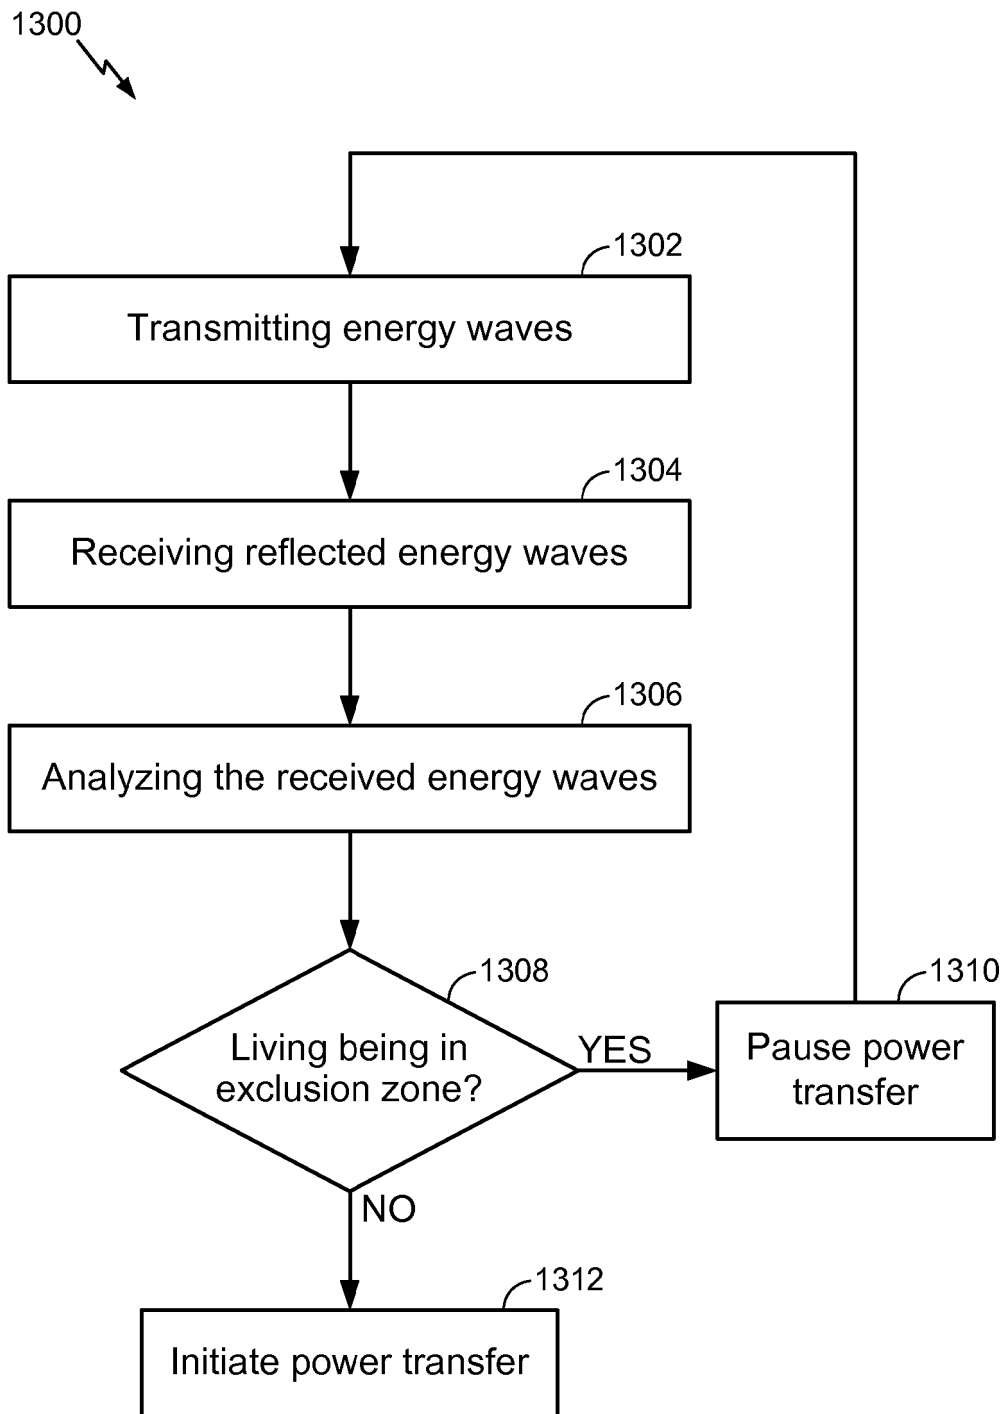 1300
1302
Transmitting energy waves
1304
Receiving reflected energy waves
1306
Analyzing the received energy waves
1308
Living being in
exclusion zone?
YES
1310
Pause power
transfer
NO
1312
Initiate power transfer